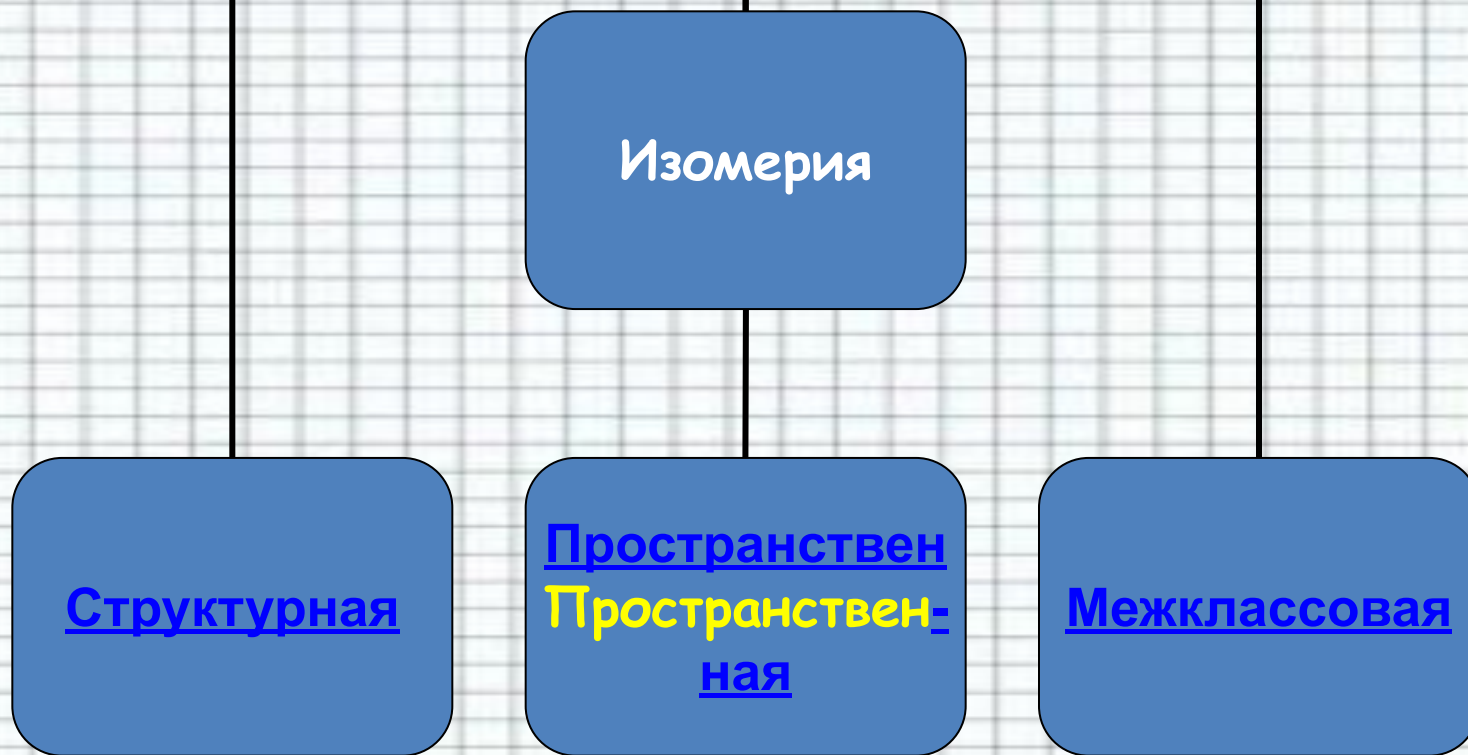 Изомерия
Структурная
Пространствен
Пространствен-
ная
Межклассовая